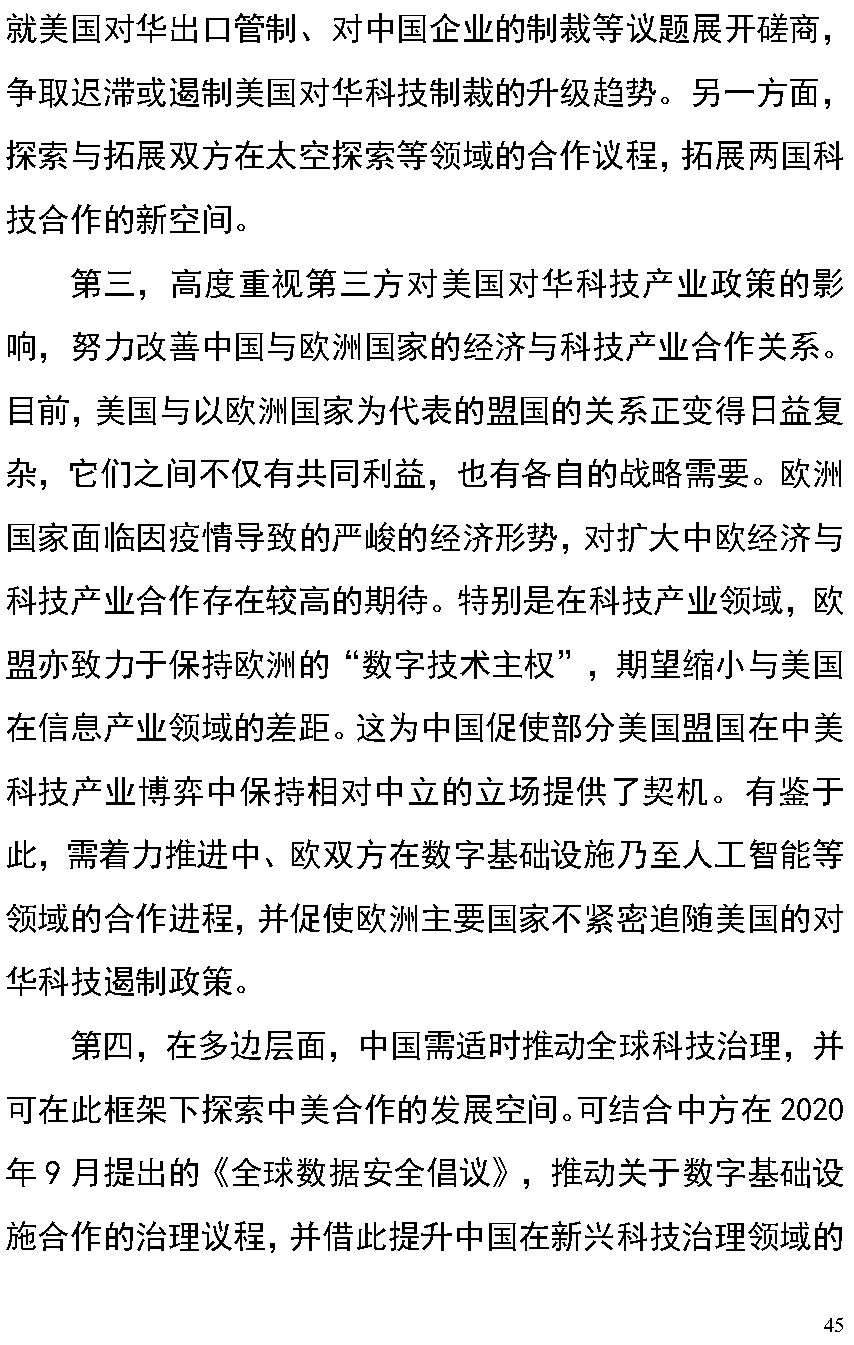 就美国对华出口管制、对中国企业的制裁等议题展开磋商，
争取迟滞或遏制美国对华科技制裁的升级趋势。另一方面，
探索与拓展双方在太空探索等领域的合作议程，拓展两国科
技合作的新空间。
第三，高度重视第三方对美国对华科技产业政策的影
响，努力改善中国与欧洲国家的经济与科技产业合作关系。
目前，美国与以欧洲国家为代表的盟国的关系正变得日益复
杂，它们之间不仅有共同利益，也有各自的战略需要。欧洲
国家面临因疫情导致的严峻的经济形势，对扩大中欧经济与
科技产业合作存在较高的期待。特别是在科技产业领域，欧
盟亦致力于保持欧洲的“数字技术主权”，期望缩小与美国
在信息产业领域的差距。这为中国促使部分美国盟国在中美
科技产业博弈中保持相对中立的立场提供了契机。有鉴于
此，需着力推进中、欧双方在数字基础设施乃至人工智能等
领域的合作进程，并促使欧洲主要国家不紧密追随美国的对
华科技遏制政策。
第四，在多边层面，中国需适时推动全球科技治理，并
可在此框架下探索中美合作的发展空间。可结合中方在 2020
年 9 月提出的《全球数据安全倡议》，推动关于数字基础设
施合作的治理议程，并借此提升中国在新兴科技治理领域的
45